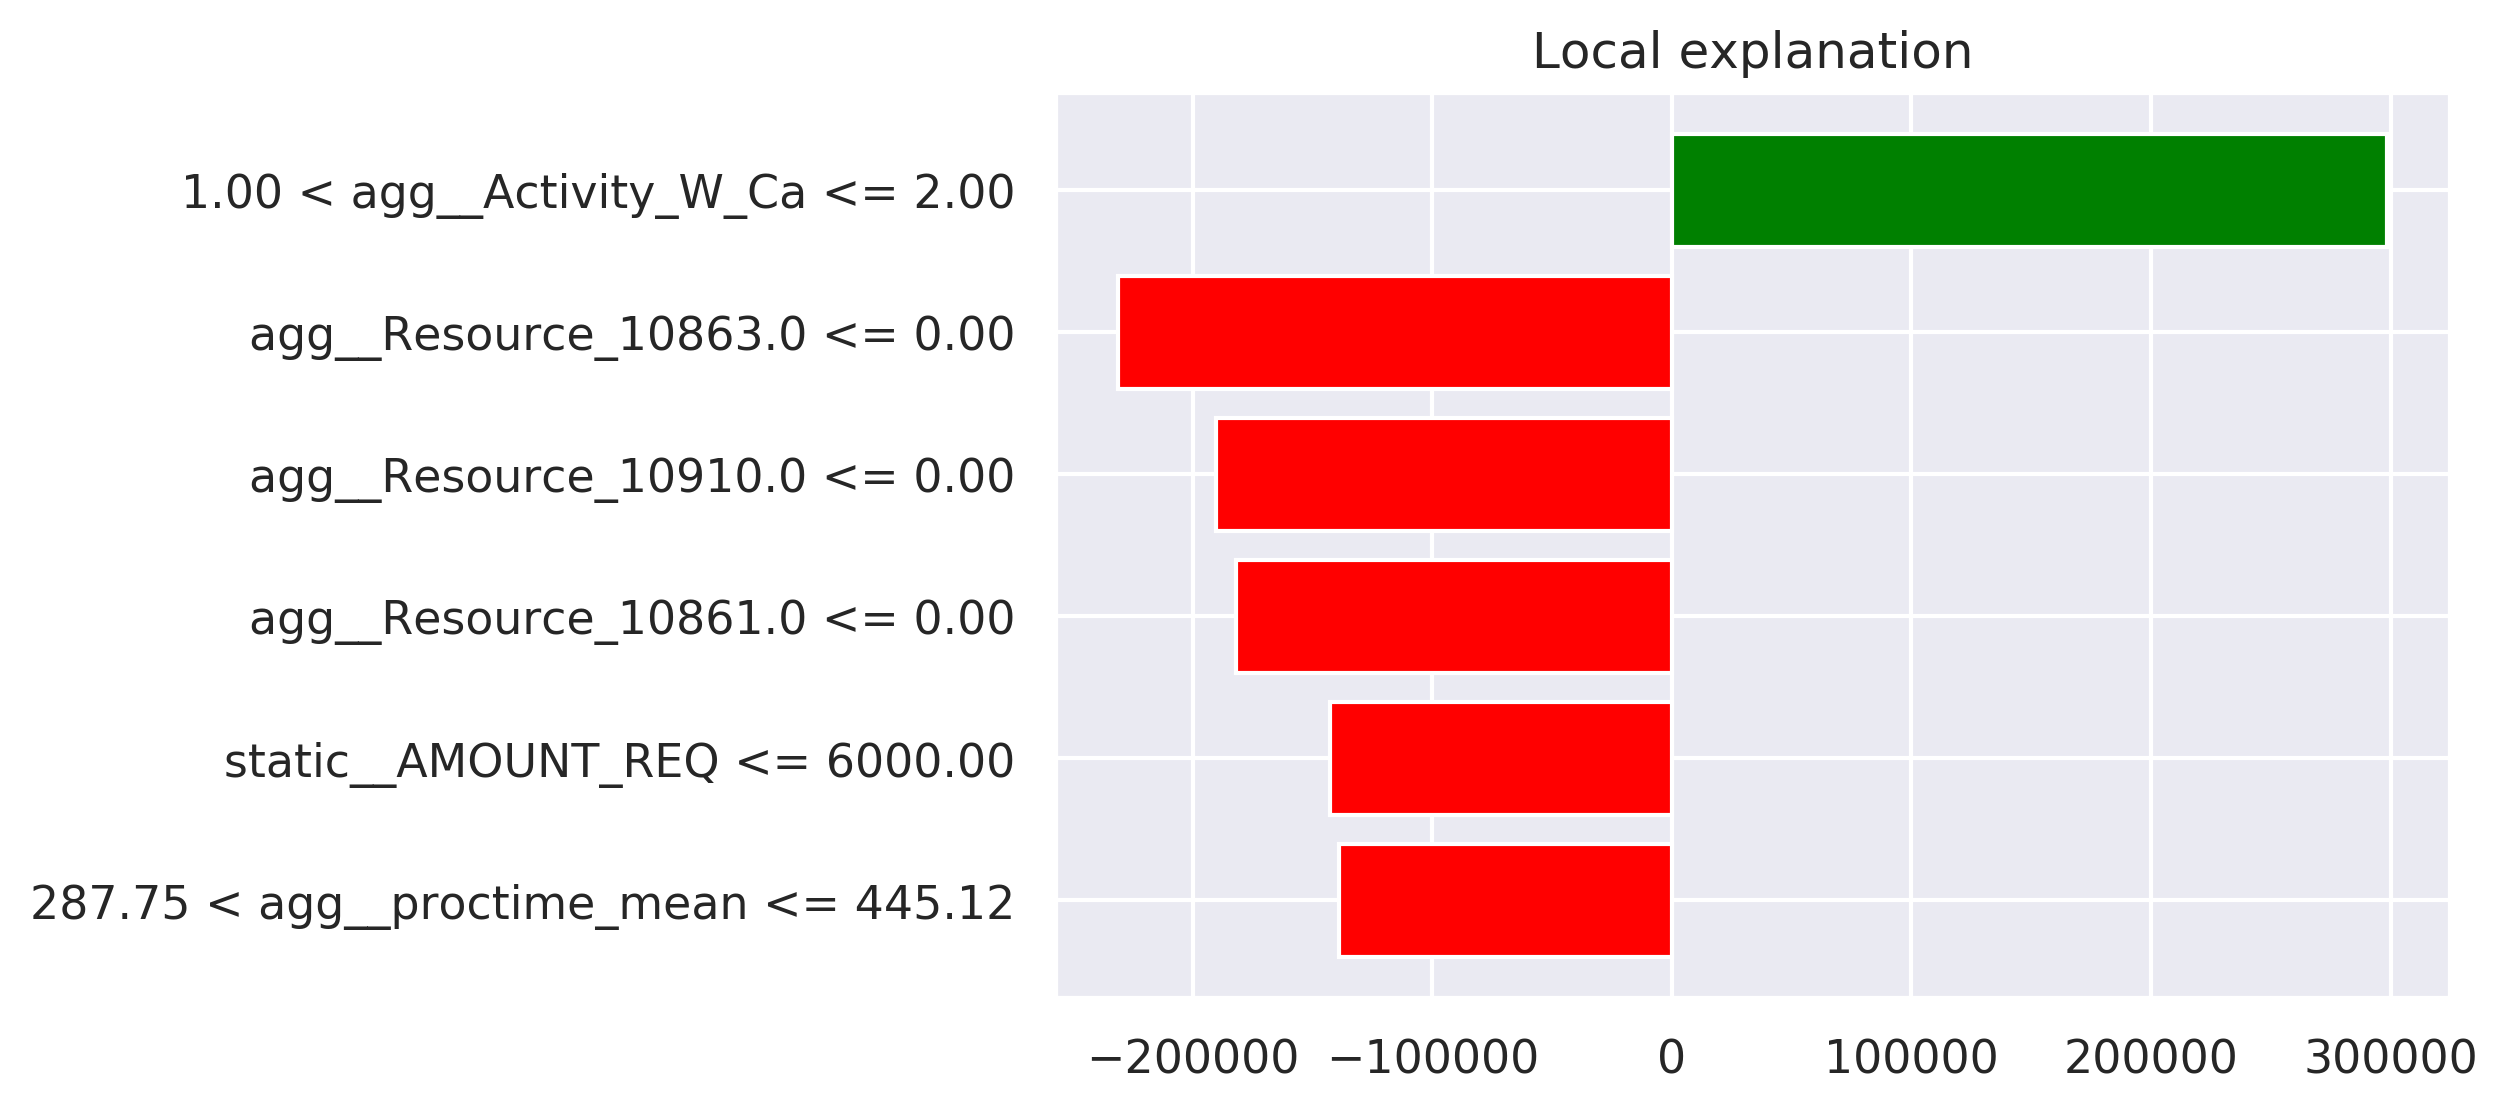 Local explanation
1.00 < agg__Activity_W_Ca <= 2.00
agg__Resource_10863.0 <= 0.00
agg__Resource_10910.0 <= 0.00
agg__Resource_10861.0 <= 0.00
static__AMOUNT_REQ <= 6000.00
287.75 < agg__proctime_mean <= 445.12
−200000 −100000 0 100000 200000 300000